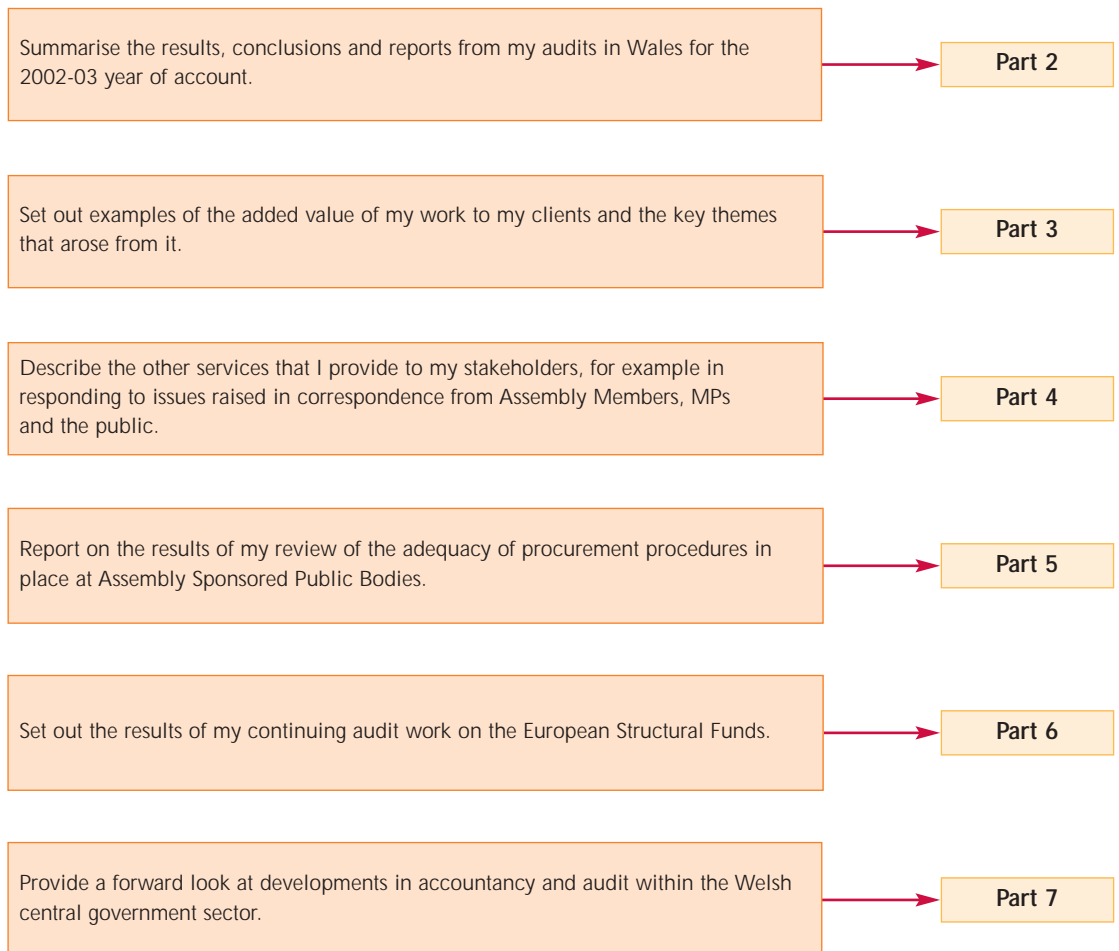 Summarise the results, conclusions and reports from my audits in Wales for the
2002-03 year of account.
Part 2
Set out examples of the added value of my work to my clients and the key themes
that arose from it.
Part 3
Describe the other services that I provide to my stakeholders, for example in
responding to issues raised in correspondence from Assembly Members, MPs
and the public.
Part 4
Report on the results of my review of the adequacy of procurement procedures in
place at Assembly Sponsored Public Bodies.
Part 5
Set out the results of my continuing audit work on the European Structural Funds.
Part 6
Provide a forward look at developments in accountancy and audit within the Welsh
central government sector.
Part 7